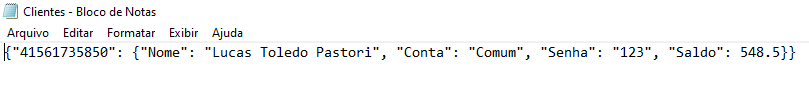 Clientes - Bloco de Notas
Arquivo Editar Formatar Exibir Ajuda
{"41561735850": {"Nome": "Lucas Toledo Pastori", "Conta": "Comum", "Senha": "123", "Saldo": 548.5}}